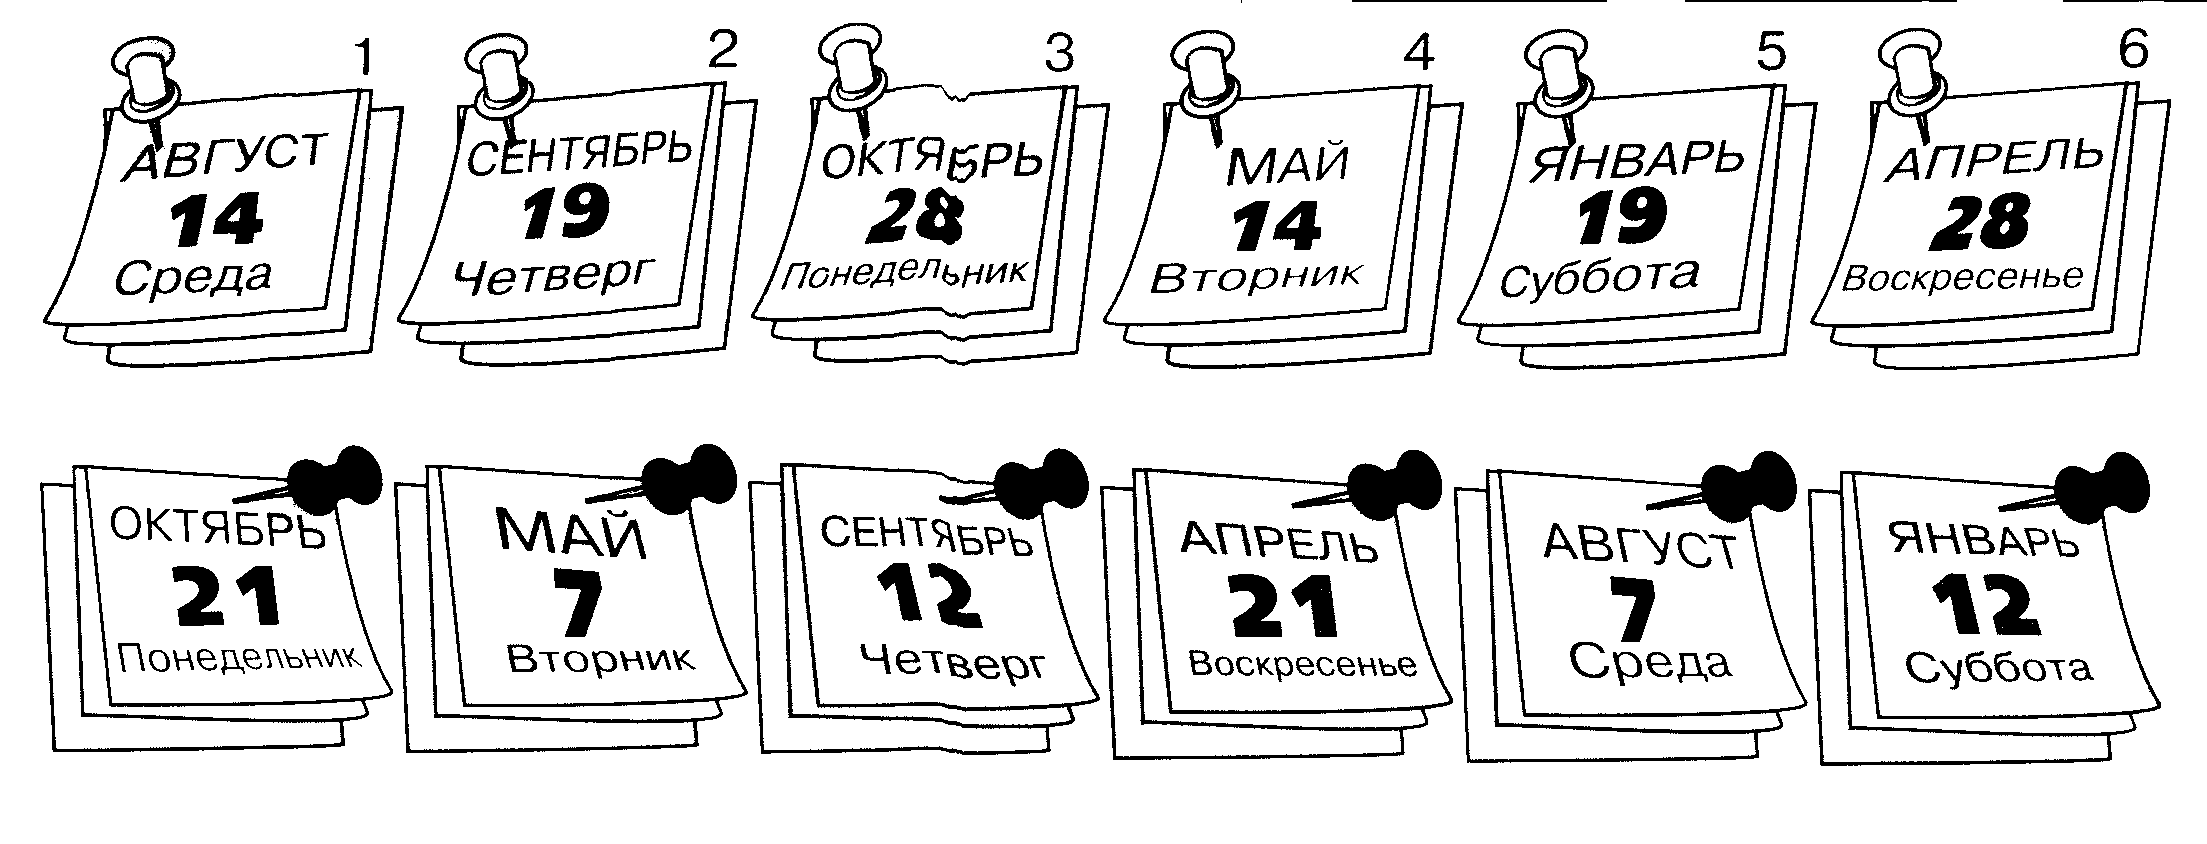 1
АВГУСТ
14
Среда
2
СЕНТЯБРЬ
19
Четверг
3
ОКТЯБРЬ
28
Понедельник
4
МАЙ
14
Вторник
5
ЯНВАРЬ
19
Суббота
6
АПРЕЛЬ
28
Воскресенье
ОКТЯБРЬ
21
Понедельник
МАЙ
7
Вторник
СЕНТЯБРЬ
12
Четверг
АПРЕЛЬ
21
Воскресенье
АВГУСТ
7
Среда
ЯНВАРЬ
12
Суббота